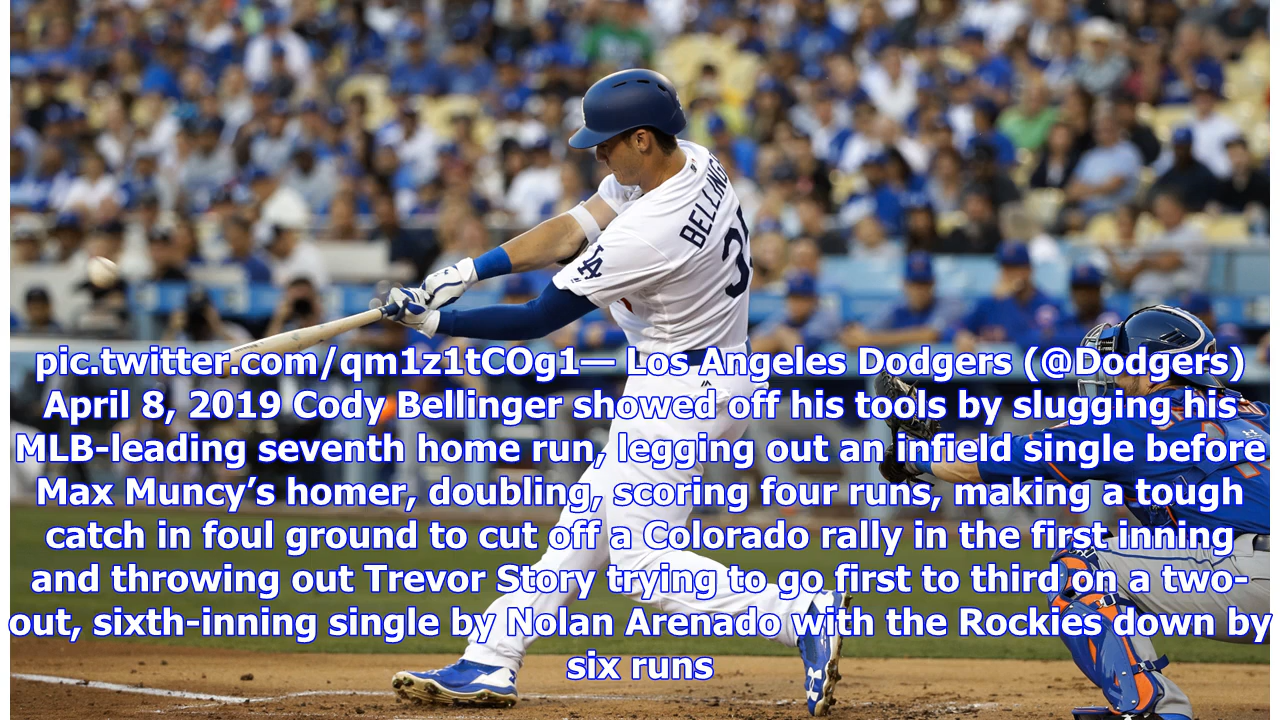 BELLINGE
35
LA
pic.twitter.com/qm1z1tCOg1— Los Angeles Dodgers (@Dodgers)
April 8, 2019 Cody Bellinger showed off his tools by slugging his
MLB-leading seventh home run, legging out an infield single before
Max Muncy’s homer, doubling, scoring four runs, making a tough
catch in foul ground to cut off a Colorado rally in the first inning
and throwing out Trevor Story trying to go first to third on a two-
out, sixth-inning single by Nolan Arenado with the Rockies down by
six runs